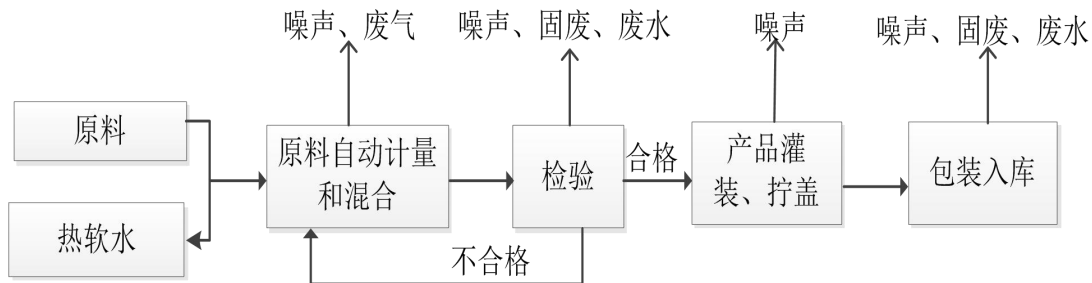 噪声、废气
噪声、固废、废水
噪声
噪声、固废、废水
原料
热软水
原料自动计量
和混合
检验
合格
产品灌
装、拧盖
包装入库
不合格